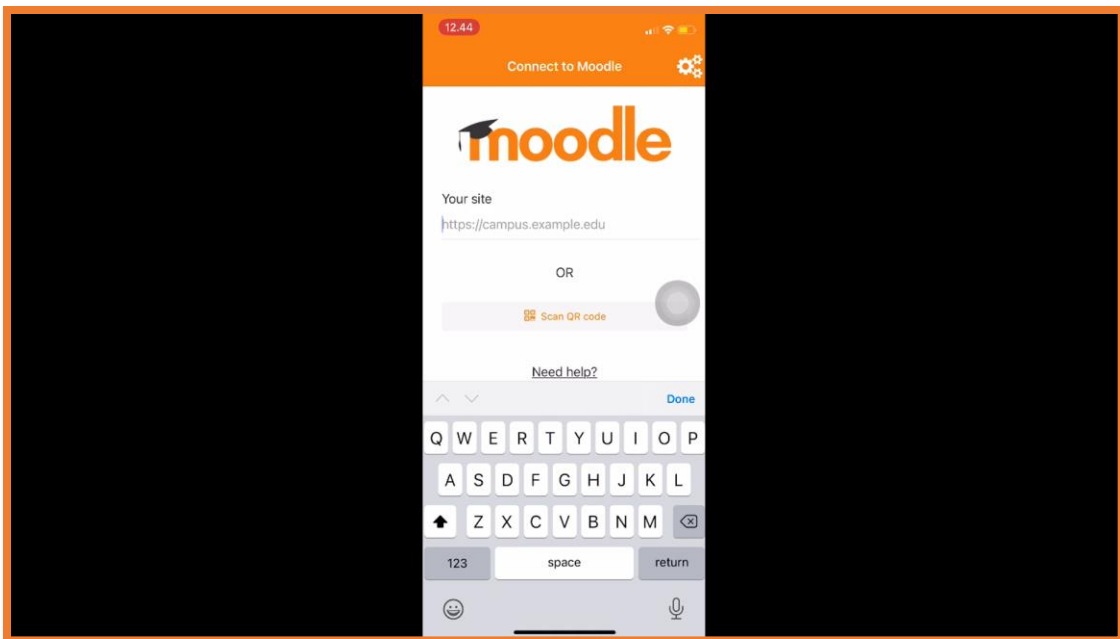 12.44
Connect to Moodle
moodle
Your site
https://campus.example.edu
OR
Scan QR code
Need help?
Done
Q W E R T Y U I O P
A S D F G H J K L
Z X C V B N M
123 space return